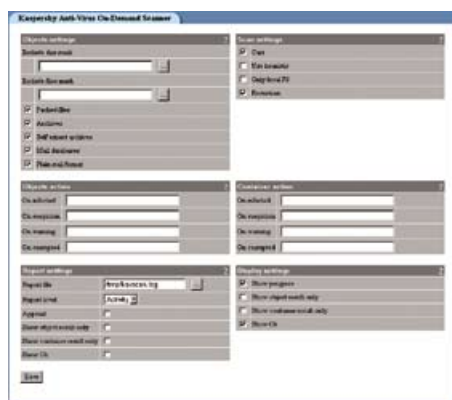 Kaspersky Anti-Virus On-Demand Scanner
Objects settings ?
Include files mask
...
Exclude files mask
...
Packed files
Archives
Self extract archives
Mail databases
Plain mail format
Scan settings ?
Cure
Use heuristic
Only local FS
Recursion
Objects action ?
On infected
On suspicion
On warning
On corrupted
Container action ?
On infected
On suspicion
On warning
On corrupted
Report settings ?
Report file
Report level
Append
Show object result only
Show container result only
Show Ok
Display settings ?
Show progress
Show object result only
Show container result only
Show Ok
Save